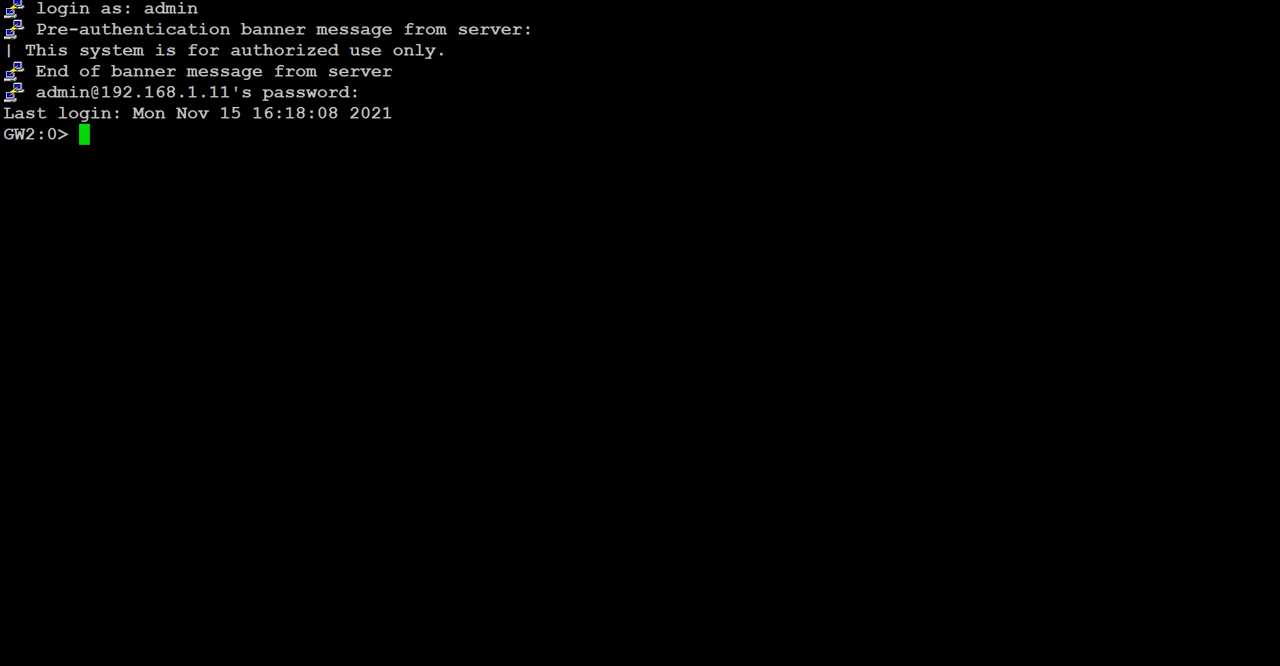 login as: admin
Pre-authentication banner message from server:
| This system is for authorized use only.
End of banner message from server
admin@192.168.1.11's password:
Last login: Mon Nov 15 16:18:08 2021
GW2:0>